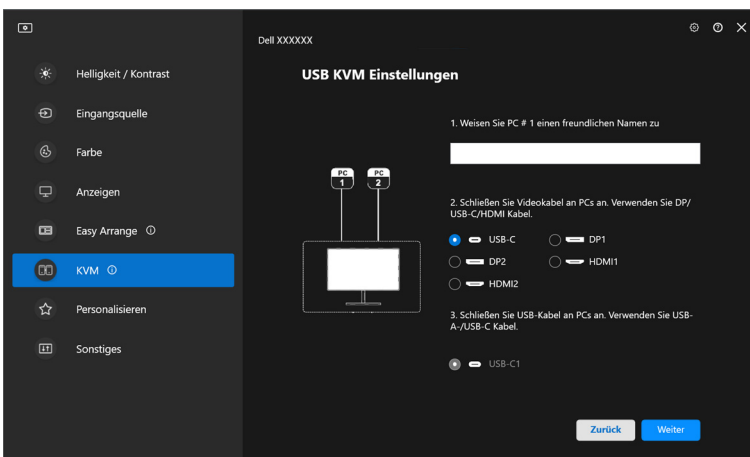 Dell XXXXXX
Helligkeit / Kontrast
Eingangsquelle
Farbe
Anzeigen
Easy Arrange
KVM
Personalisieren
Sonstiges
USB KVM Einstellungen
PC
1
PC
2
1. Weisen Sie PC # 1 einen freundlichen Namen zu
2. Schließen Sie Videokabel an PCs an. Verwenden Sie DP/
USB-C/HDMI Kabel.
USB-C
DP1
DP2
HDMI1
HDMI2
3. Schließen Sie USB-Kabel an PCs an. Verwenden Sie USB-
A-/USB-C Kabel.
USB-C1
Zurück
Weiter